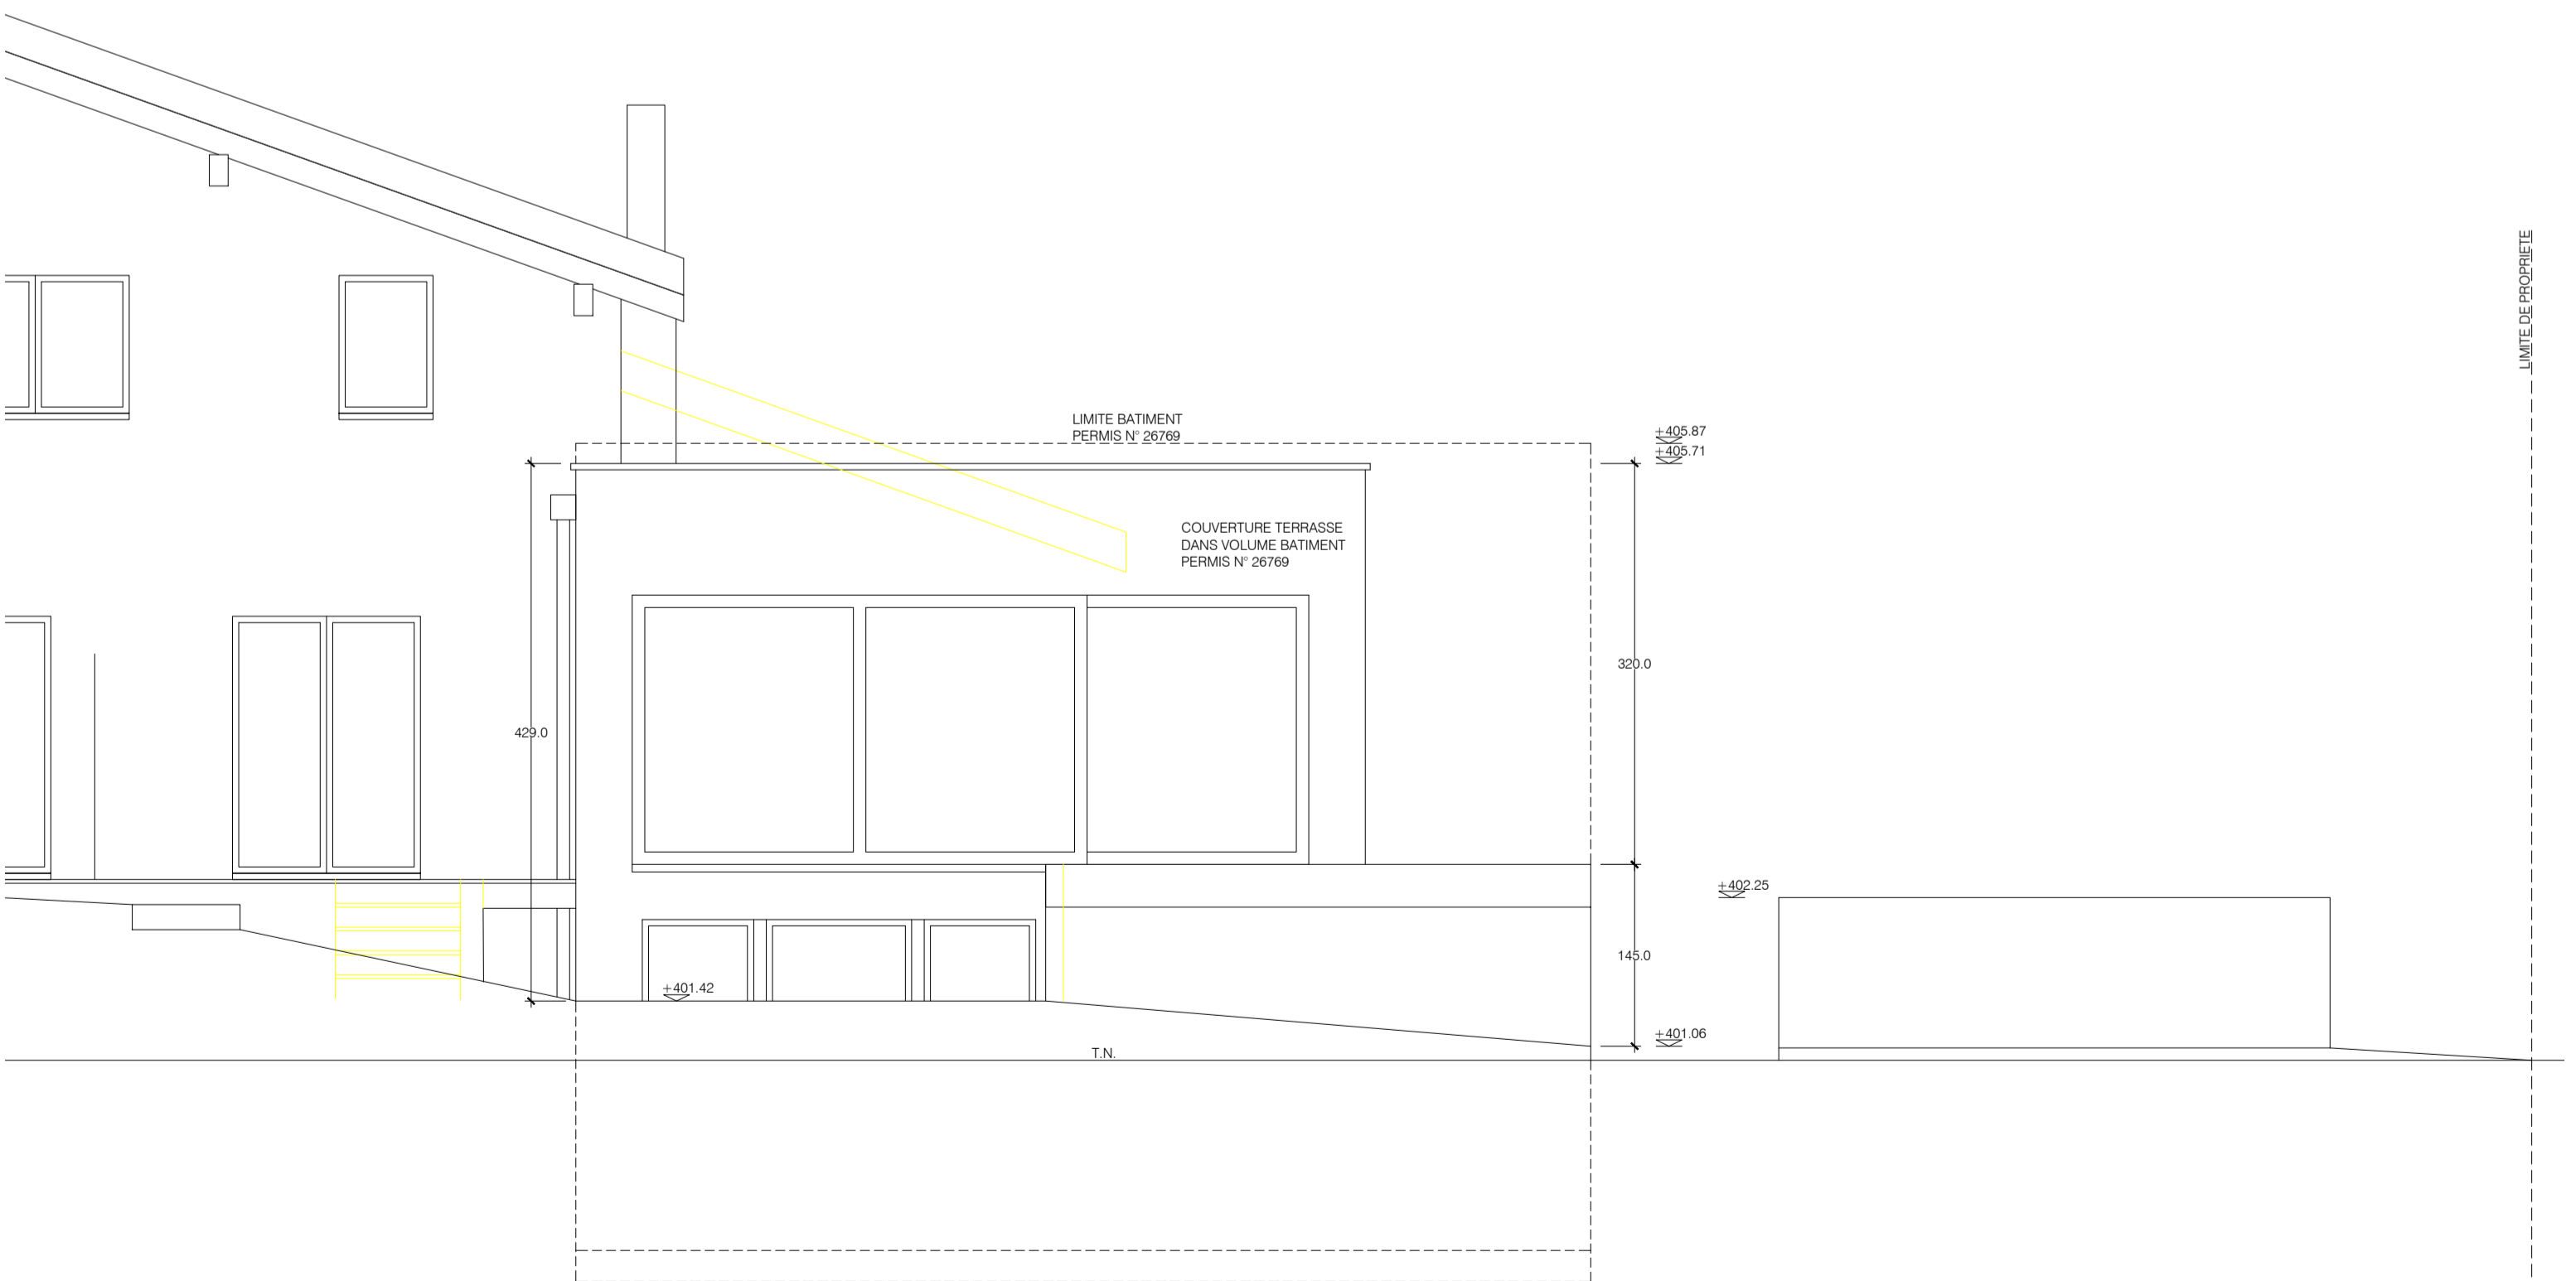 LIMITE DE PROPRIETE
LIMITE BATIMENT
PERMIS N° 26769
+405.87
+405.71
COUVERTURE TERRASSE
DANS VOLUME BATIMENT
PERMIS N° 26769
320.0
429.0
+402.25
145.0
+401.42
+401.06
T.N.